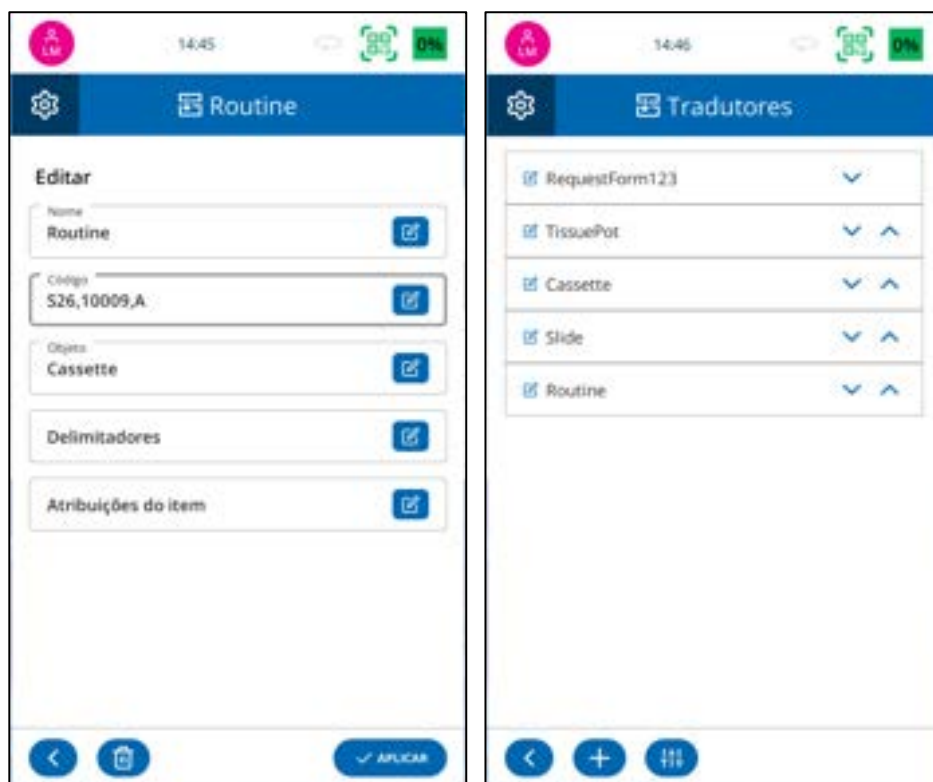 LM
14:45
0%
Routine
Editar
Nome
Routine
Código
S26,10009,A
Objeto
Cassette
Delimitadores
Atribuições do item
APLICAR
LM
14:46
0%
Tradutores
RequestForm123
TissuePot
Cassette
Slide
Routine